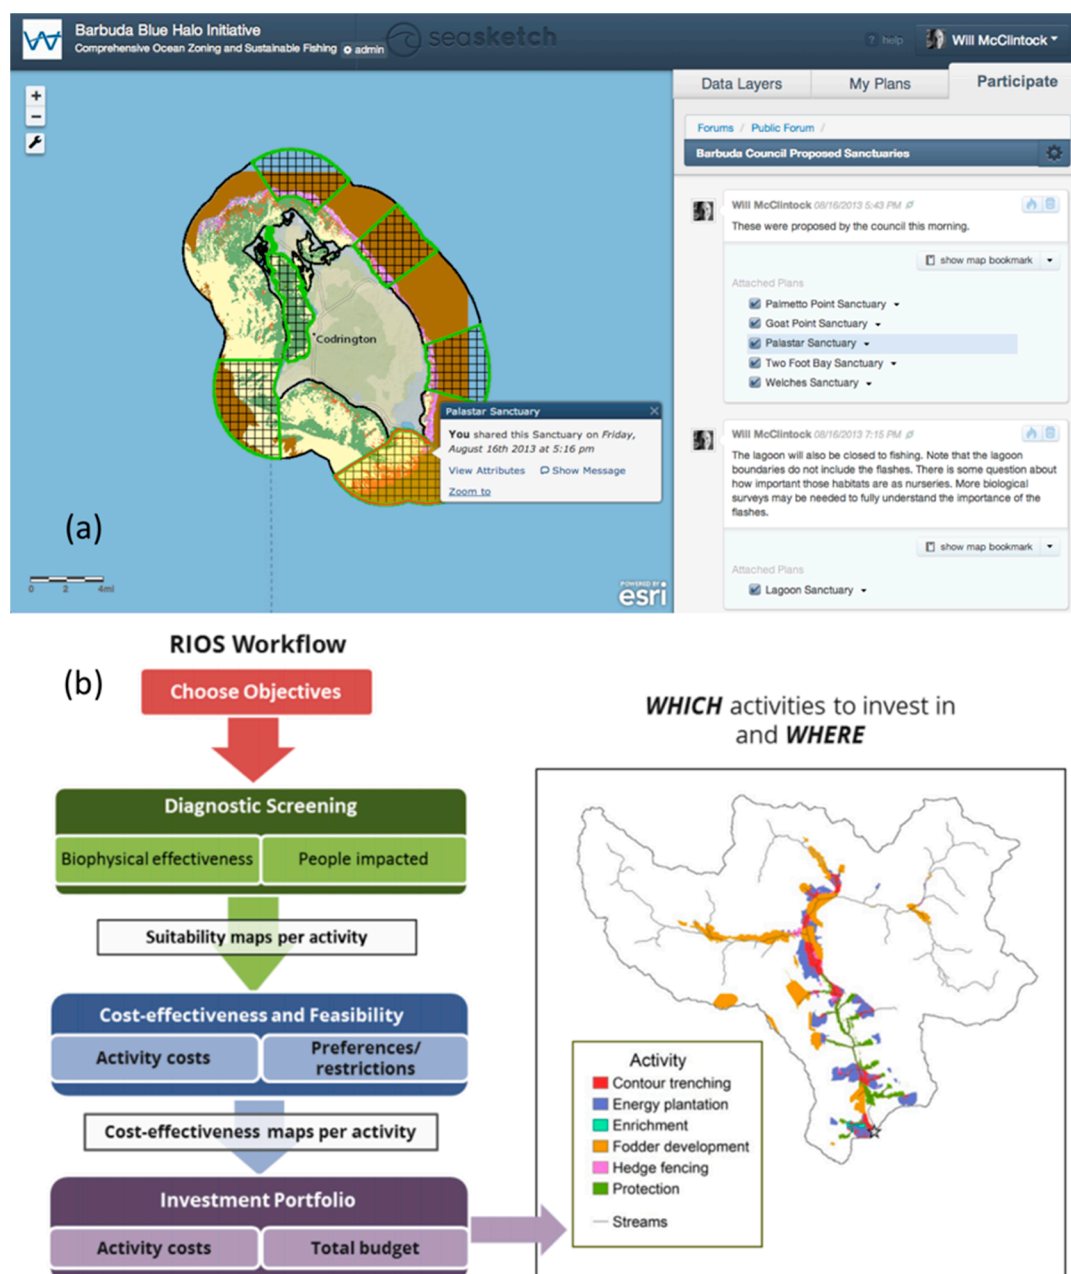 Barbuda Blue Halo Initiative
Comprehensive Ocean Zoning and Sustainable Fishing admin
seasketch
? help
Will McClintock
Data Layers
My Plans
Participate
Forums / Public Forum /
Barbuda Council Proposed Sanctuaries
Will McClintock 08/16/2013 5:43 PM
These were proposed by the council this morning.
show map bookmark
Attached Plans
Palmetto Point Sanctuary
Goat Point Sanctuary
Palastar Sanctuary
Two Foot Bay Sanctuary
Welches Sanctuary
Will McClintock 08/16/2013 7:15 PM
The lagoon will also be closed to fishing. Note that the lagoon
boundaries do not include the flashes. There is some question about
how important those habitats are as nurseries. More biological
surveys may be needed to fully understand the importance of the
flashes.
show map bookmark
Attached Plans
Lagoon Sanctuary
+
−
Codrington
Palastar Sanctuary
You shared this Sanctuary on Friday,
August 16th 2013 at 5:16 pm
View Attributes Show Message
Zoom to
(a)
0 2 4mi
POWERED BY
esri
(b)
RIOS Workflow
Choose Objectives
Diagnostic Screening
Biophysical effectiveness
People impacted
Suitability maps per activity
Cost-effectiveness and Feasibility
Activity costs
Preferences/
restrictions
Cost-effectiveness maps per activity
Investment Portfolio
Activity costs
Total budget
WHICH activities to invest in
and WHERE
Activity
Contour trenching
Energy plantation
Enrichment
Fodder development
Hedge fencing
Protection
Streams